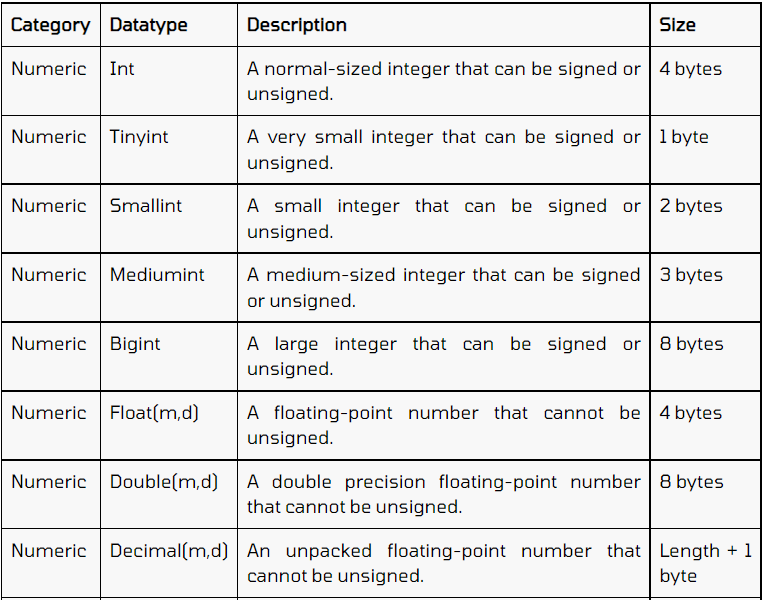 Category Datatype Description Size
Numeric Int A normal-sized integer that can be signed or 4 bytes
unsigned.
Numeric Tinyint A very small integer that can be signed or 1 byte
unsigned.
Numeric Smallint A small integer that can be signed or 2 bytes
unsigned.
Numeric Mediumint A medium-sized integer that can be signed 3 bytes
or unsigned.
Numeric Bigint A large integer that can be signed or 8 bytes
unsigned.
Numeric Float(m,d) A floating-point number that cannot be 4 bytes
unsigned.
Numeric Double(m,d) A double precision floating-point number 8 bytes
that cannot be unsigned.
Numeric Decimal(m,d) An unpacked floating-point number that Length + 1
cannot be unsigned. byte